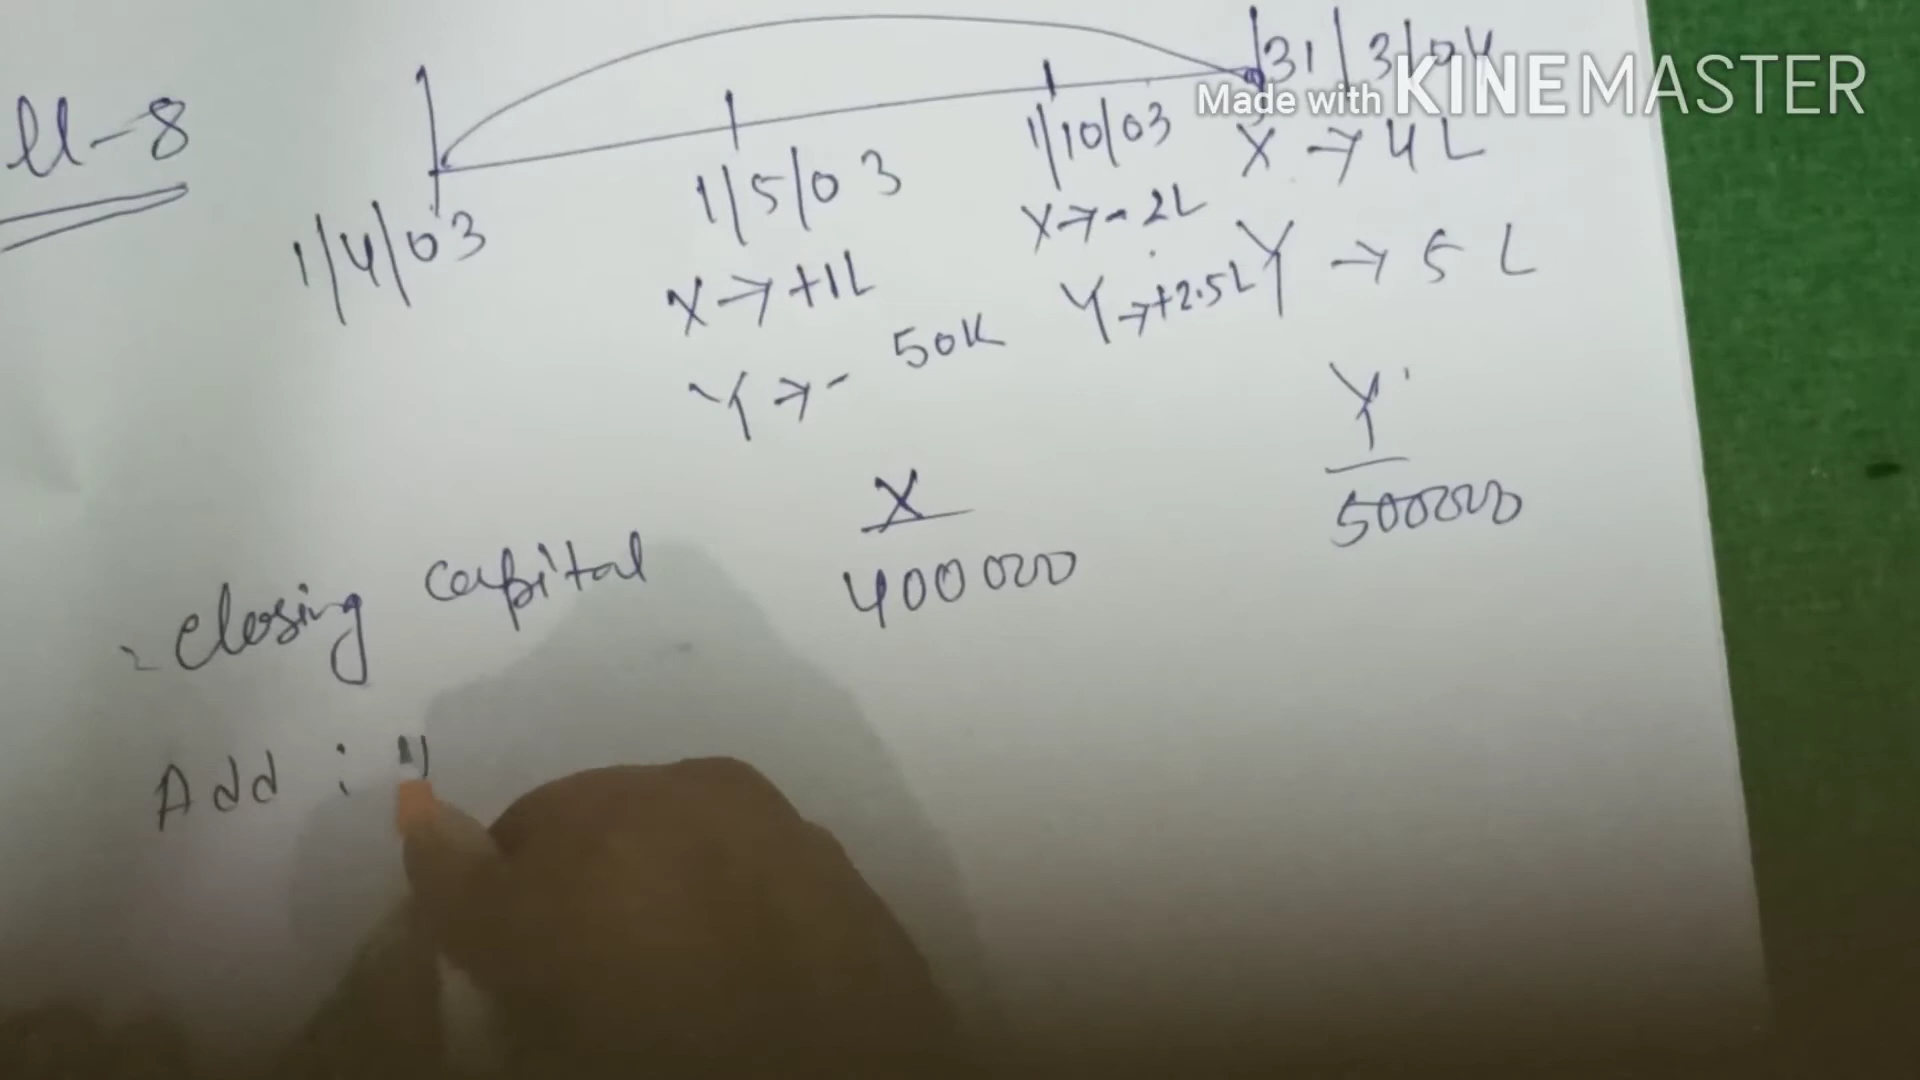 ll-8
1/4/03
1/5/03
X → +1L
Y → - 50K
1/10/03
X → - 2L
Y → +2.5L
31/3/04
X → 4L
Y → 5L
Made with KINEMASTER
X Y
closing capital 400000 500000
Add :